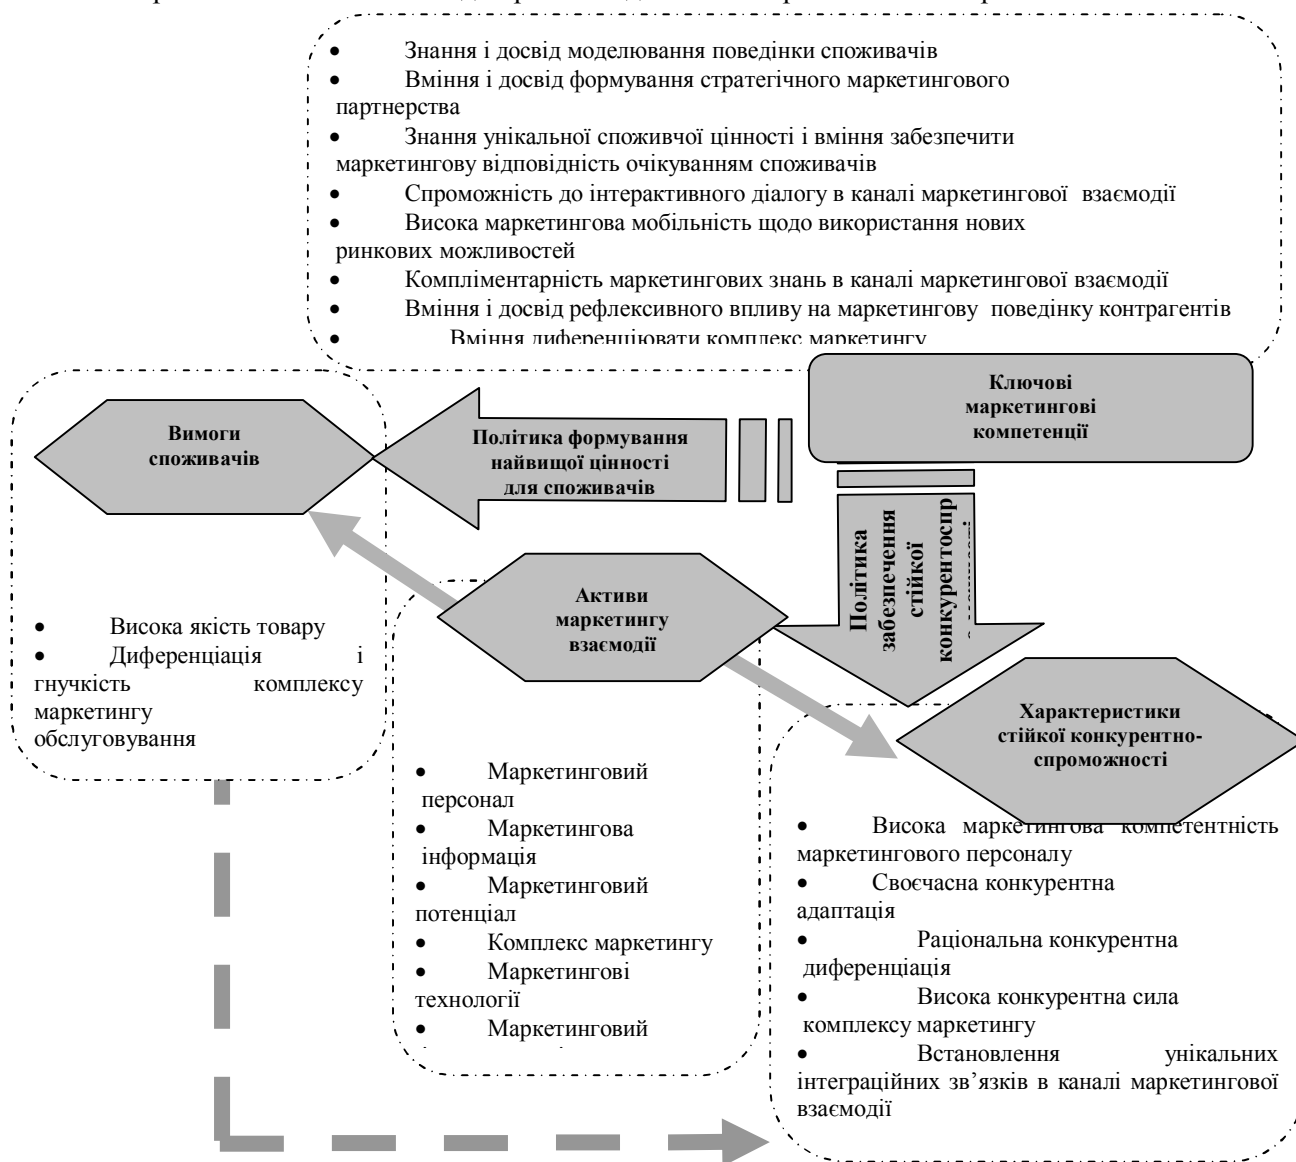 • Знання і досвід моделювання поведінки споживачів
• Вміння і досвід формування стратегічного маркетингового
партнерства
• Знання унікальної споживчої цінності і вміння забезпечити
маркетингову відповідність очікуванням споживачів
• Спроможність до інтерактивного діалогу в каналі маркетингової взаємодії
• Висока маркетингова мобільність щодо використання нових
ринкових можливостей
• Компліментарність маркетингових знань в каналі маркетингової взаємодії
• Вміння і досвід рефлексивного впливу на маркетингову поведінку контрагентів
• Вміння диференціювати комплекс маркетингу
Ключові
маркетингові
компетенції
Вимоги
споживачів
Політика формування
найвищої цінності
для споживачів
Політика
забезпечення
стійкої
конкурентоспр
Активи
маркетингу
взаємодії
• Висока якість товару
• Диференціація і
гнучкість комплексу
маркетингу
обслуговування
Характеристики
стійкої конкурентно-
спроможності
• Маркетинговий
персонал
• Маркетингова
інформація
• Маркетинговий
потенціал
• Комплекс маркетингу
• Маркетингові
технології
• Маркетинговий
• Висока маркетингова компетентність
маркетингового персоналу
• Своєчасна конкурентна
адаптація
• Раціональна конкурентна
диференціація
• Висока конкурентна сила
комплексу маркетингу
• Встановлення унікальних
інтеграційних зв’язків в каналі маркетингової
взаємодії